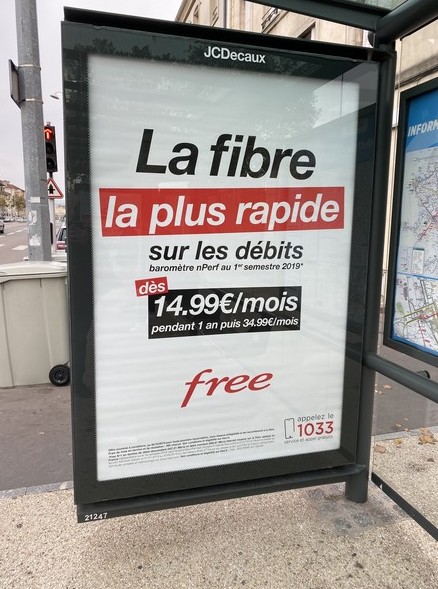 JCDecaux
INFORM
La fibre
la plus rapide
sur les débits
baromètre nPerf au 1er semestre 2019*
dès
14.99€/mois
pendant 1 an puis 34.99€/mois
free
appelez le
1033
service et appel gratuits
21247